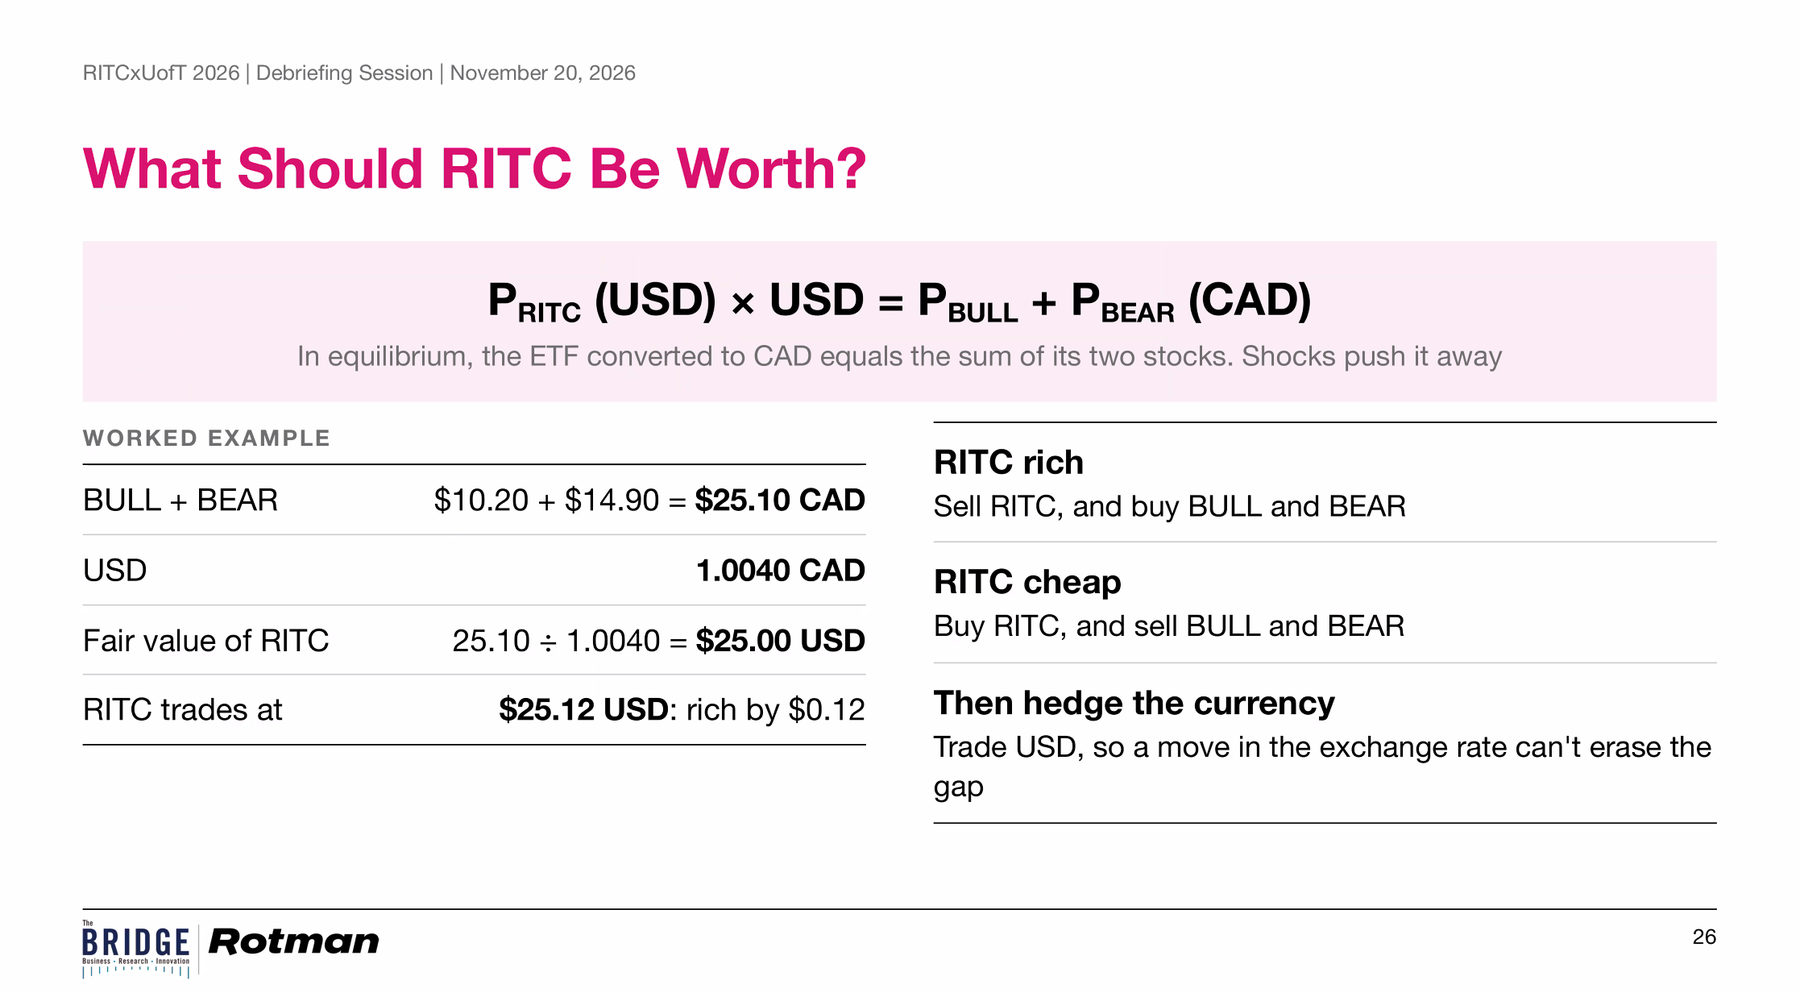 RITCxUofT 2026 | Debriefing Session | November 20, 2026
What Should RITC Be Worth?
P_RITC (USD) × USD = P_BULL + P_BEAR (CAD)
In equilibrium, the ETF converted to CAD equals the sum of its two stocks. Shocks push it away
WORKED EXAMPLE
BULL + BEAR $10.20 + $14.90 = $25.10 CAD
USD 1.0040 CAD
Fair value of RITC 25.10 ÷ 1.0040 = $25.00 USD
RITC trades at $25.12 USD: rich by $0.12
RITC rich
Sell RITC, and buy BULL and BEAR
RITC cheap
Buy RITC, and sell BULL and BEAR
Then hedge the currency
Trade USD, so a move in the exchange rate can't erase the
gap
The
BRIDGE
Business · Research · Innovation
Rotman
26